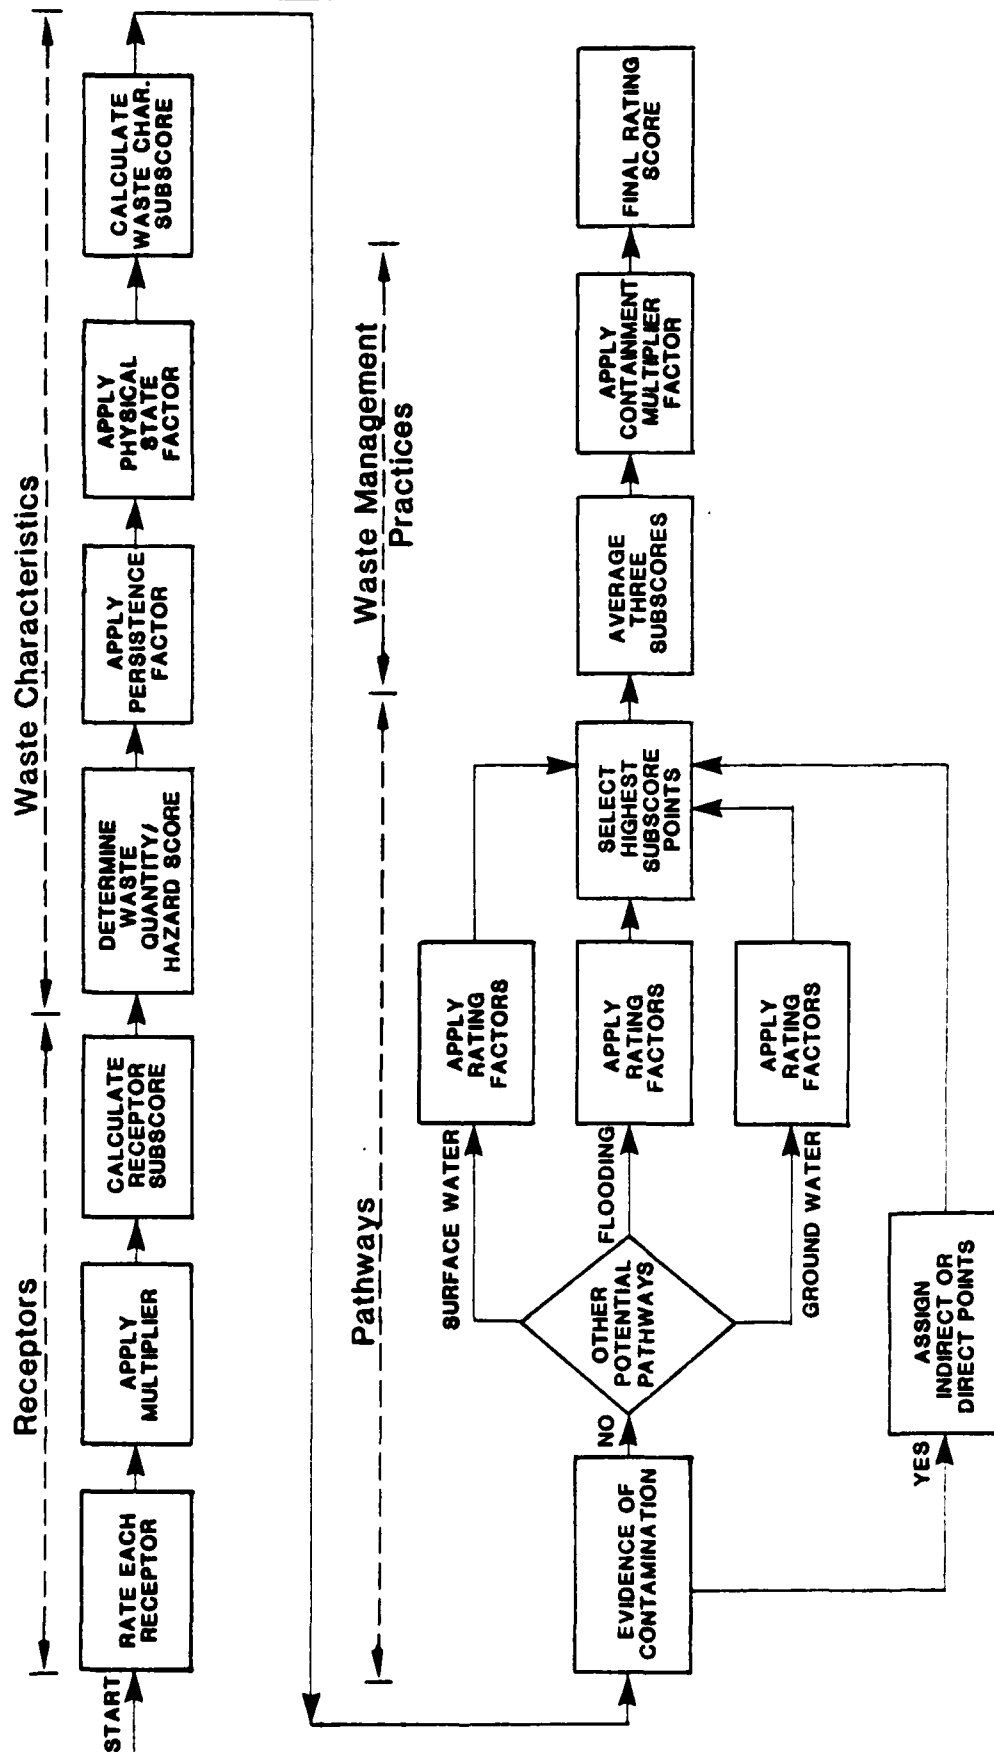 Receptors
Waste Characteristics
START
RATE EACH
RECEPTOR
APPLY
MULTIPLIER
CALCULATE
RECEPTOR
SUBSCORE
DETERMINE
WASTE
QUANTITY/
HAZARD SCORE
APPLY
PERSISTENCE
FACTOR
APPLY
PHYSICAL
STATE
FACTOR
CALCULATE
WASTE CHAR.
SUBSCORE
Pathways
Waste Management
Practices
EVIDENCE OF
CONTAMINATION
NO
YES
OTHER
POTENTIAL
PATHWAYS
SURFACE WATER
FLOODING
GROUND WATER
APPLY
RATING
FACTORS
APPLY
RATING
FACTORS
APPLY
RATING
FACTORS
ASSIGN
INDIRECT OR
DIRECT POINTS
SELECT
HIGHEST
SUBSCORE
POINTS
AVERAGE
THREE
SUBSCORES
APPLY
CONTAINMENT
MULTIPLIER
FACTOR
FINAL RATING
SCORE